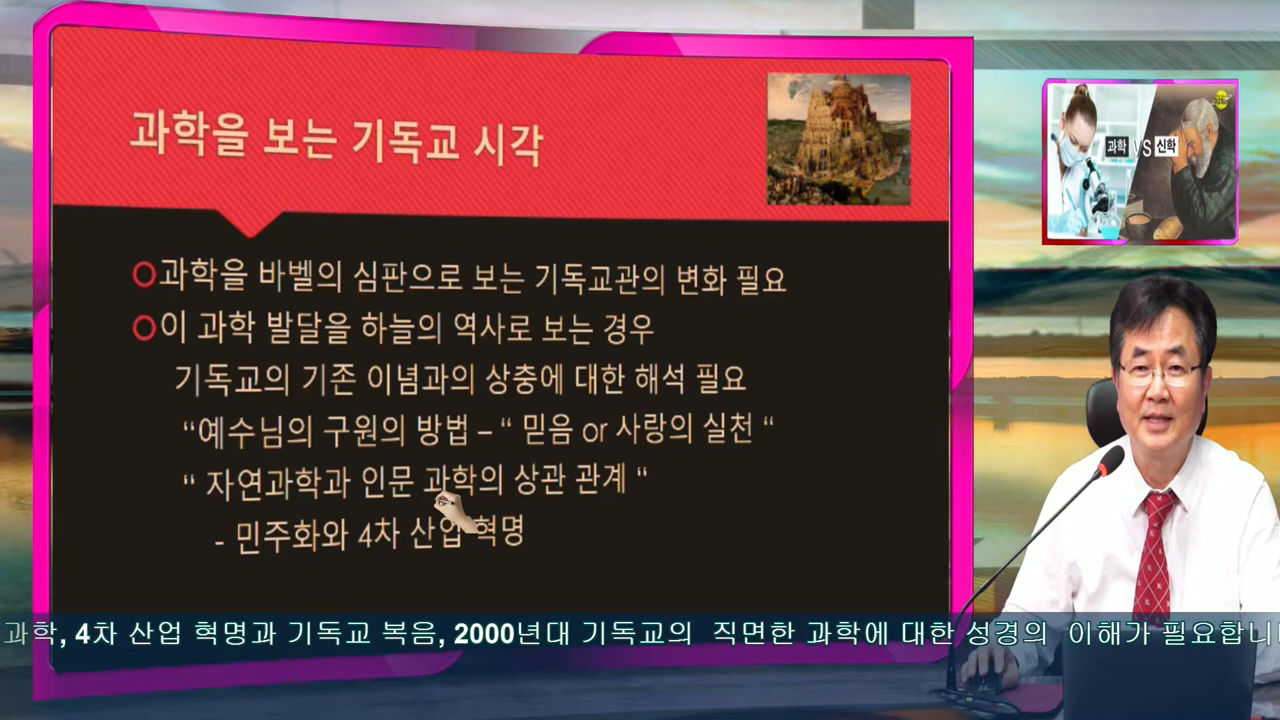 과학을 보는 기독교 시각
과학 VS 신학
과학을 바벨의 심판으로 보는 기독교관의 변화 필요
이 과학 발달을 하늘의 역사로 보는 경우
기독교의 기존 이념과의 상충에 대한 해석 필요
“예수님의 구원의 방법 – “ 믿음 or 사랑의 실천 “
“ 자연과학과 인문 과학의 상관 관계 “
- 민주화와 4차 산업 혁명
과학, 4차 산업 혁명과 기독교 복음, 2000년대 기독교의 직면한 과학에 대한 성경의 이해가 필요합니